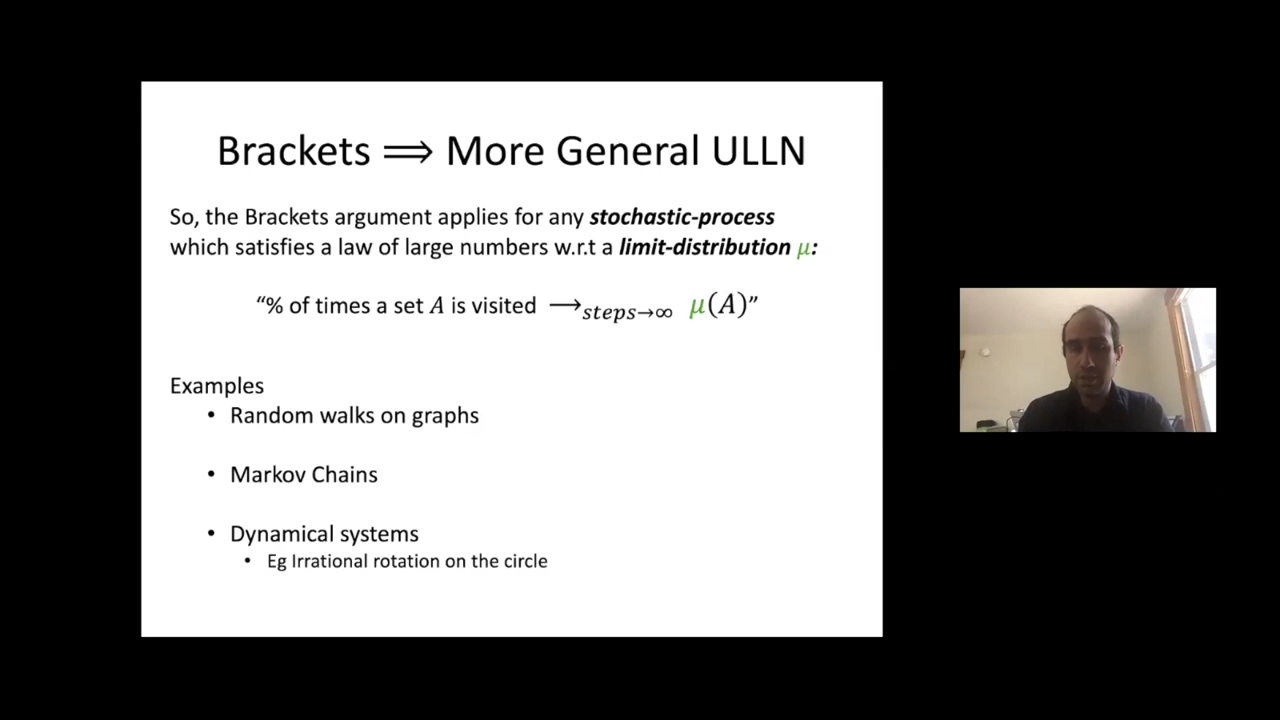 Brackets ⟹ More General ULLN
So, the Brackets argument applies for any stochastic-process
which satisfies a law of large numbers w.r.t a limit-distribution μ:
“% of times a set A is visited ⟶steps→∞ μ(A)”
Examples
• Random walks on graphs
• Markov Chains
• Dynamical systems
• Eg Irrational rotation on the circle